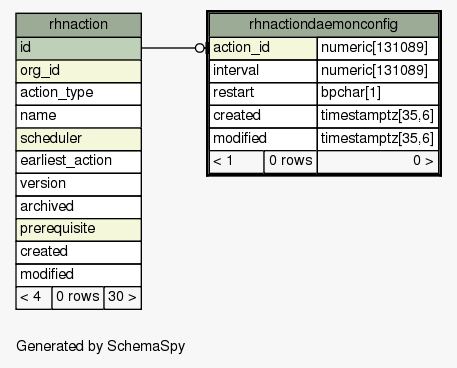 rhnaction
id
org_id
action_type
name
scheduler
earliest_action
version
archived
prerequisite
created
modified
< 4 0 rows 30 >
rhnactiondaemonconfig
action_id numeric[131089]
interval numeric[131089]
restart bpchar[1]
created timestamptz[35,6]
modified timestamptz[35,6]
< 1 0 rows 0 >
Generated by SchemaSpy